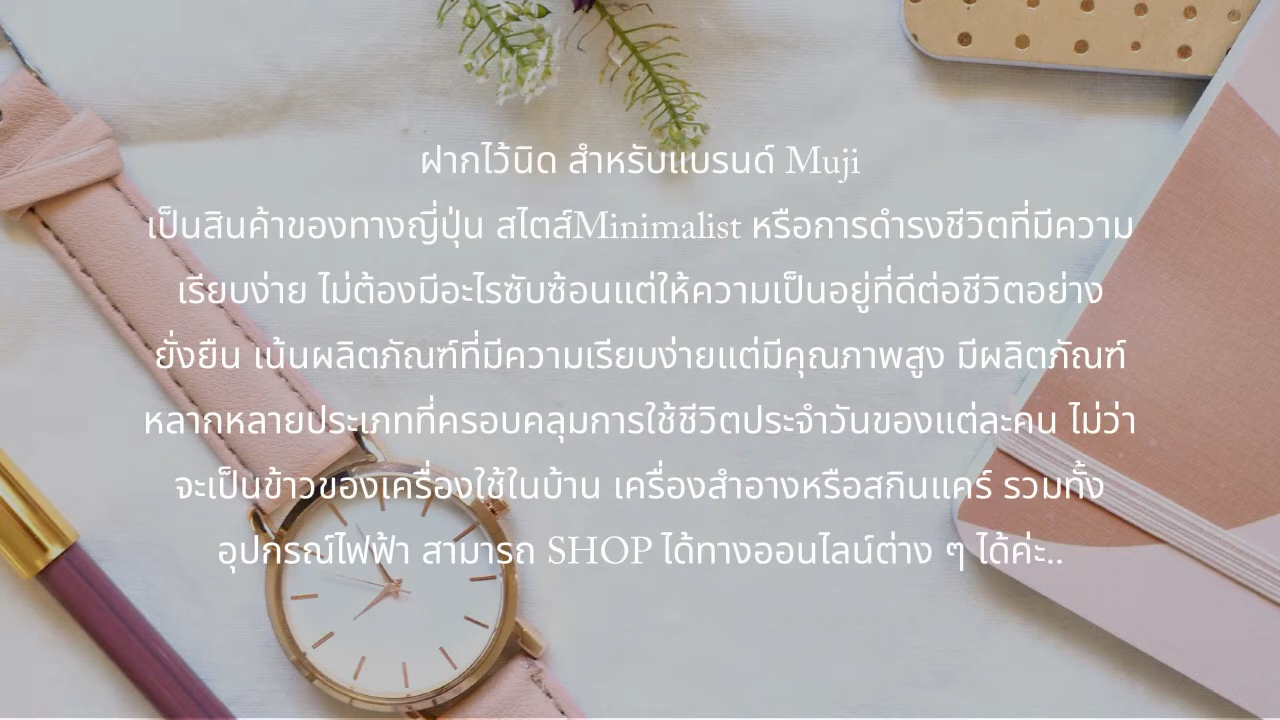 ฝากไว้นิด สำหรับแบรนด์ Muji
เป็นสินค้าของทางญี่ปุ่น สไตส์Minimalist หรือการดำรงชีวิตที่มีความ
เรียบง่าย ไม่ต้องมีอะไรซับซ้อนแต่ให้ความเป็นอยู่ที่ดีต่อชีวิตอย่าง
ยั่งยืน เน้นผลิตภัณฑ์ที่มีความเรียบง่ายแต่มีคุณภาพสูง มีผลิตภัณฑ์
หลากหลายประเภทที่ครอบคลุมการใช้ชีวิตประจำวันของแต่ละคน ไม่ว่า
จะเป็นข้าวของเครื่องใช้ในบ้าน เครื่องสำอางหรือสกินแคร์ รวมทั้ง
อุปกรณ์ไฟฟ้า สามารถ SHOP ได้ทางออนไลน์ต่าง ๆ ได้ค่ะ..